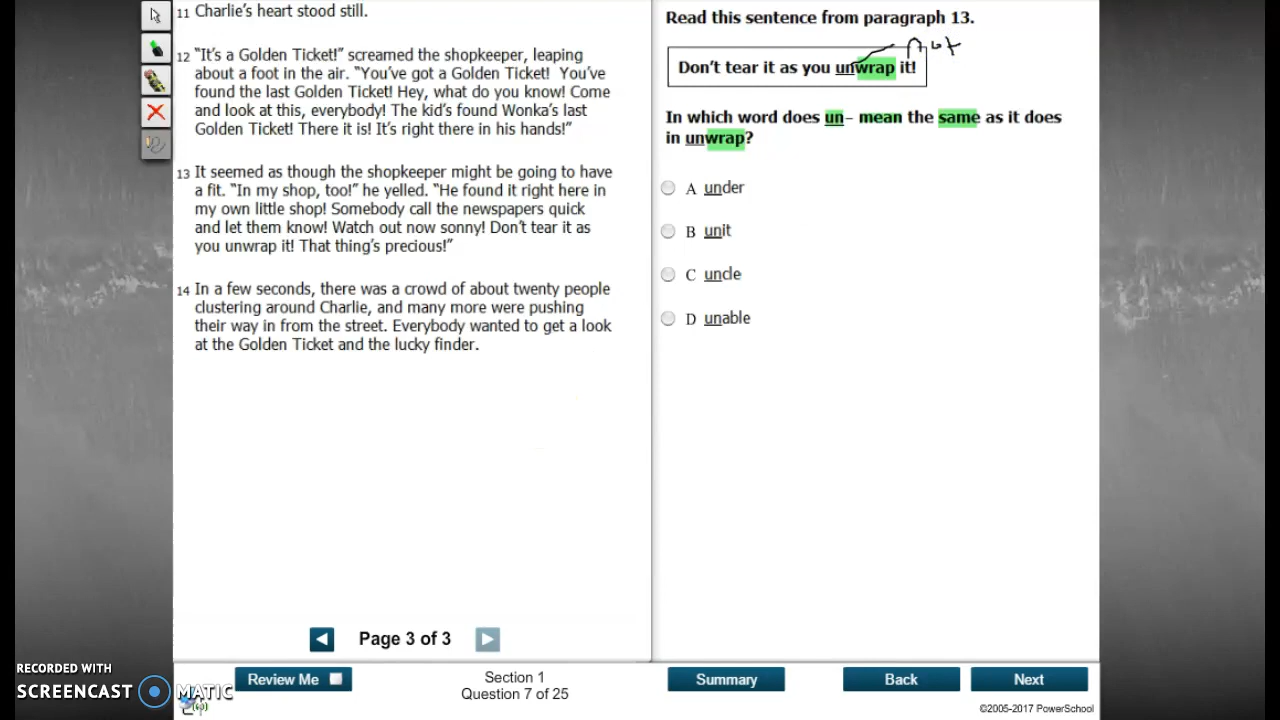 11 Charlie's heart stood still.
12 "It's a Golden Ticket!" screamed the shopkeeper, leaping
about a foot in the air. "You've got a Golden Ticket! You've
found the last Golden Ticket! Hey, what do you know! Come
and look at this, everybody! The kid's found Wonka's last
Golden Ticket! There it is! It's right there in his hands!"
13 It seemed as though the shopkeeper might be going to have
a fit. "In my shop, too!" he yelled. "He found it right here in
my own little shop! Somebody call the newspapers quick
and let them know! Watch out now sonny! Don't tear it as
you unwrap it! That thing's precious!"
14 In a few seconds, there was a crowd of about twenty people
clustering around Charlie, and many more were pushing
their way in from the street. Everybody wanted to get a look
at the Golden Ticket and the lucky finder.
Page 3 of 3
Read this sentence from paragraph 13.
not
Don't tear it as you unwrap it!
In which word does un- mean the same as it does
in unwrap?
A under
B unit
C uncle
D unable
Review Me
Section 1
Question 7 of 25
Summary
Back
Next
©2005-2017 PowerSchool
RECORDED WITH
SCREENCAST MATIC